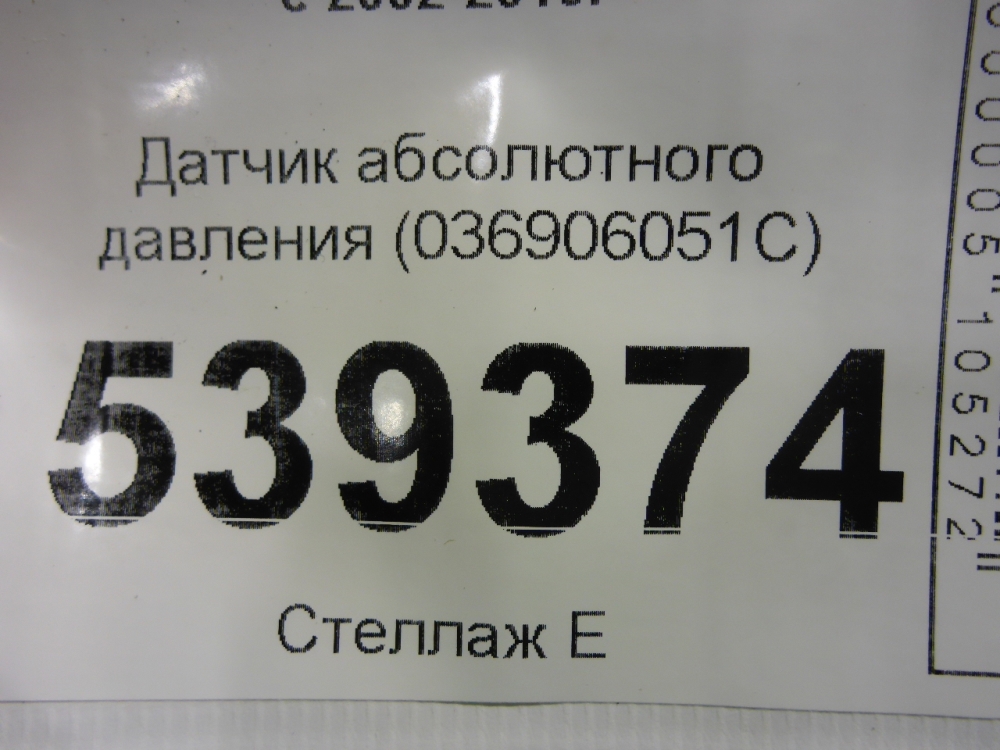 Датчик абсолютного
давления (036906051C)
539374
Стеллаж Е